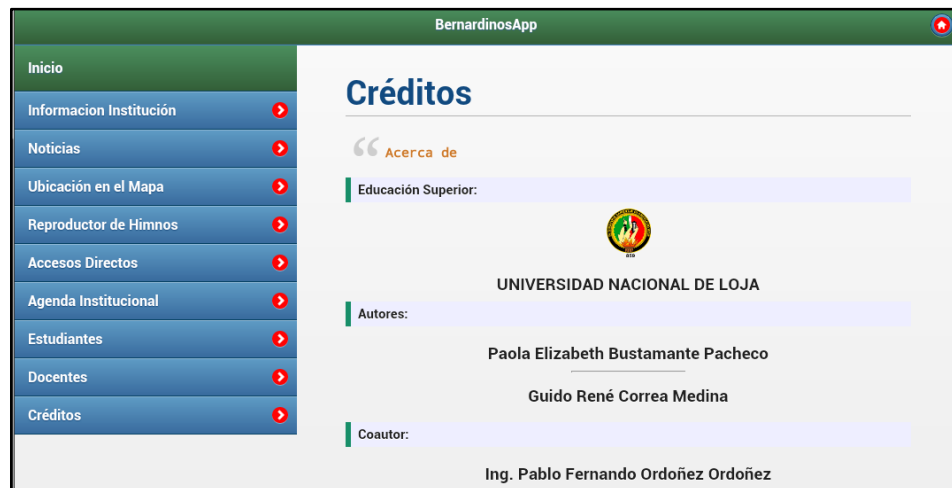 BernardinosApp
Inicio
Informacion Institución
Noticias
Ubicación en el Mapa
Reproductor de Himnos
Accesos Directos
Agenda Institucional
Estudiantes
Docentes
Créditos
Créditos
“ Acerca de
Educación Superior:
UNIVERSIDAD NACIONAL DE LOJA
Autores:
Paola Elizabeth Bustamante Pacheco
Guido René Correa Medina
Coautor:
Ing. Pablo Fernando Ordoñez Ordoñez